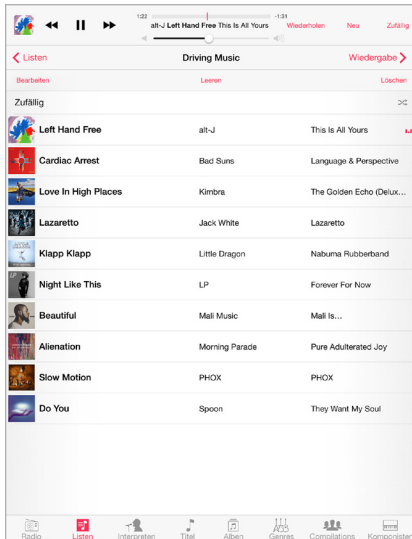 1:22 -1:31
alt-J Left Hand Free This Is All Yours Wiederholen Neu Zufällig
Listen Driving Music Wiedergabe
Bearbeiten Leeren Löschen
Zufällig
Left Hand Free alt-J This Is All Yours
Cardiac Arrest Bad Suns Language & Perspective
Love In High Places Kimbra The Golden Echo (Delux…
Lazaretto Jack White Lazaretto
Klapp Klapp Little Dragon Nabuma Rubberband
LP
Night Like This LP Forever For Now
Beautiful Mali Music Mali Is…
Alienation Morning Parade Pure Adulterated Joy
Slow Motion PHOX PHOX
Do You Spoon They Want My Soul
Radio Listen Interpreten Titel Alben Genres Compilations Komponisten